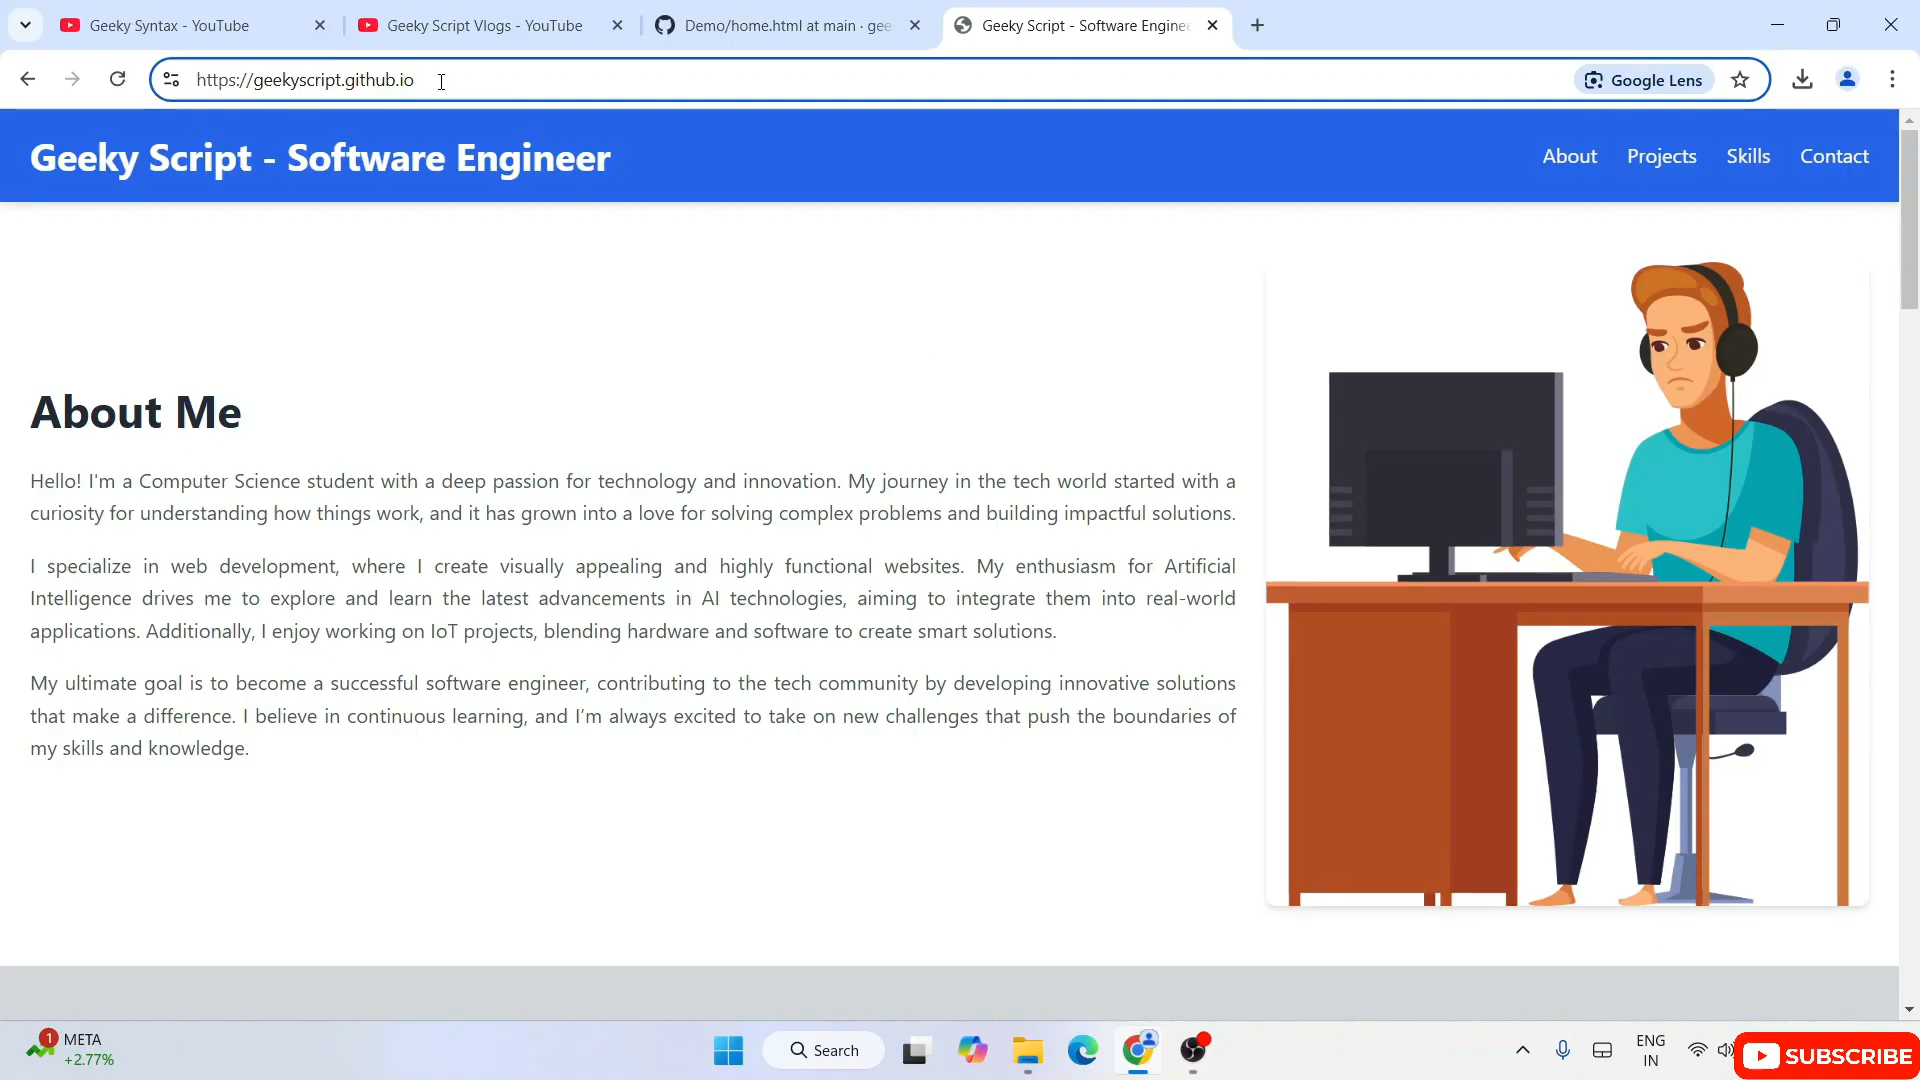 Geeky Syntax - YouTube
Geeky Script Vlogs - YouTube
Demo/home.html at main · gee
Geeky Script - Software Enginee
https://geekyscript.github.io
Google Lens
Geeky Script - Software Engineer
About
Projects
Skills
Contact
About Me
Hello! I'm a Computer Science student with a deep passion for technology and innovation. My journey in the tech world started with a
curiosity for understanding how things work, and it has grown into a love for solving complex problems and building impactful solutions.
I specialize in web development, where I create visually appealing and highly functional websites. My enthusiasm for Artificial
Intelligence drives me to explore and learn the latest advancements in AI technologies, aiming to integrate them into real-world
applications. Additionally, I enjoy working on IoT projects, blending hardware and software to create smart solutions.
My ultimate goal is to become a successful software engineer, contributing to the tech community by developing innovative solutions
that make a difference. I believe in continuous learning, and I’m always excited to take on new challenges that push the boundaries of
my skills and knowledge.
1
META
+2.77%
Search
ENG
IN
SUBSCRIBE